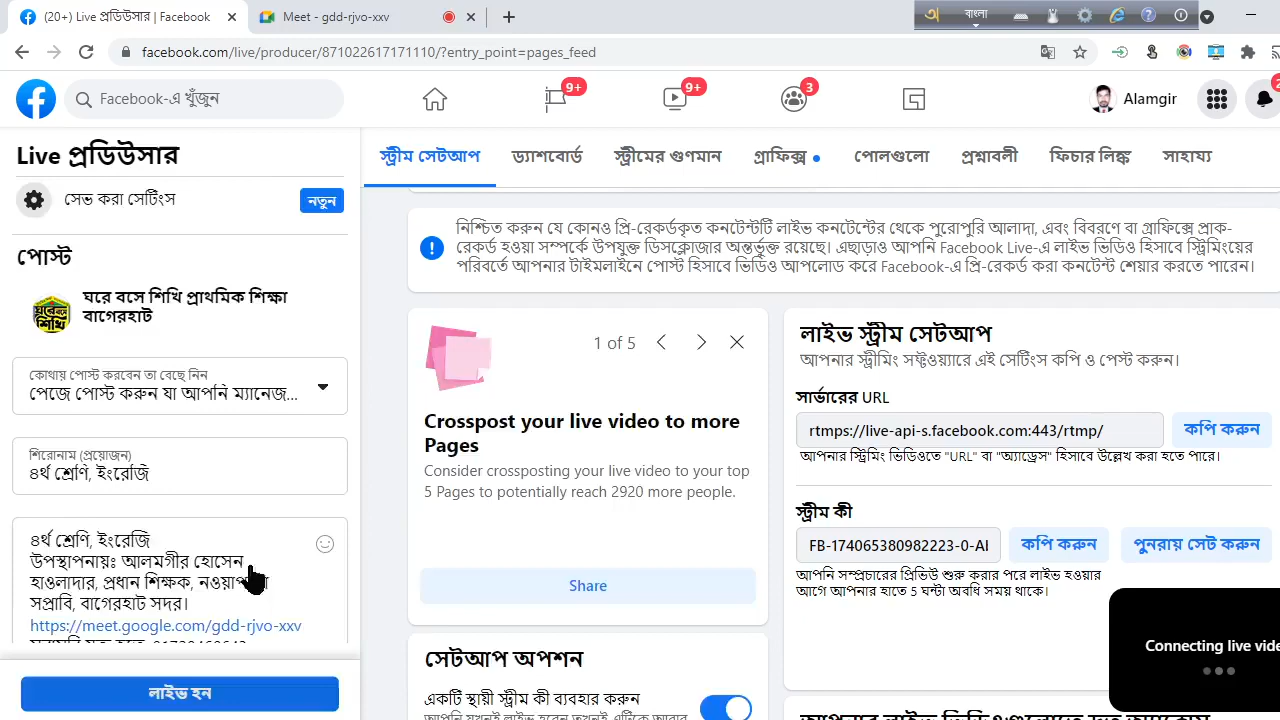 (20+) Live প্রডিউসার | Facebook
Meet - gdd-rjvo-xxv
বাংলা
facebook.com/live/producer/871022617171110/?entry_point=pages_feed
Facebook-এ খুঁজুন
9+
9+
3
Alamgir
2
Live প্রডিউসার
সেভ করা সেটিংস
নতুন
পোস্ট
ঘরে বসে শিখি প্রাথমিক শিক্ষা
বাগেরহাট
কোথায় পোস্ট করবেন তা বেছে নিন
পেজে পোস্ট করুন যা আপনি ম্যানেজ...
শিরোনাম (প্রয়োজন)
৪র্থ শ্রেণি, ইংরেজি
৪র্থ শ্রেণি, ইংরেজি
উপস্থাপনায়ঃ আলমগীর হোসেন
হাওলাদার, প্রধান শিক্ষক,
সপ্রাবি, বাগেরহাট সদর।
https://meet.google.com/gdd-rjvo-xxv
লাইভ হন
স্ট্রীম সেটআপ
ড্যাশবোর্ড
স্ট্রীমের গুণমান
গ্রাফিক্স
পোলগুলো
প্রশ্নাবলী
ফিচার লিঙ্ক
সাহায্য
নিশ্চিত করুন যে কোনও প্রি-রেকর্ডকৃত কনটেন্টটি লাইভ কনটেন্টের থেকে পুরোপুরি আলাদা, এবং বিবরণে বা গ্রাফিক্সে প্রাক-
রেকর্ড হওয়া সম্পর্কে উপযুক্ত ডিসক্লোজার অন্তর্ভুক্ত রয়েছে। এছাড়াও আপনি Facebook Live-এ লাইভ ভিডিও হিসাবে স্ট্রিমিংয়ের
পরিবর্তে আপনার টাইমলাইনে পোস্ট হিসাবে ভিডিও আপলোড করে Facebook-এ প্রি-রেকর্ড করা কনটেন্ট শেয়ার করতে পারেন।
1 of 5
Crosspost your live video to more
Pages
Consider crossposting your live video to your top
5 Pages to potentially reach 2920 more people.
Share
সেটআপ অপশন
একটি স্থায়ী স্ট্রীম কী ব্যবহার করুন
লাইভ স্ট্রীম সেটআপ
আপনার স্ট্রীমিং সফ্টওয়্যারে এই সেটিংস কপি ও পেস্ট করুন।
সার্ভারের URL
rtmps://live-api-s.facebook.com:443/rtmp/
কপি করুন
আপনার স্ট্রিমিং ভিডিওতে "URL" বা "অ্যাড্রেস" হিসাবে উল্লেখ করা হতে পারে।
স্ট্রীম কী
FB-174065380982223-0-Al
কপি করুন
পুনরায় সেট করুন
আপনি সম্প্রচারের প্রিভিউ শুরু করার পরে লাইভ হওয়ার
আগে আপনার হাতে 5 ঘন্টা অবধি সময় থাকে।
Connecting live vide